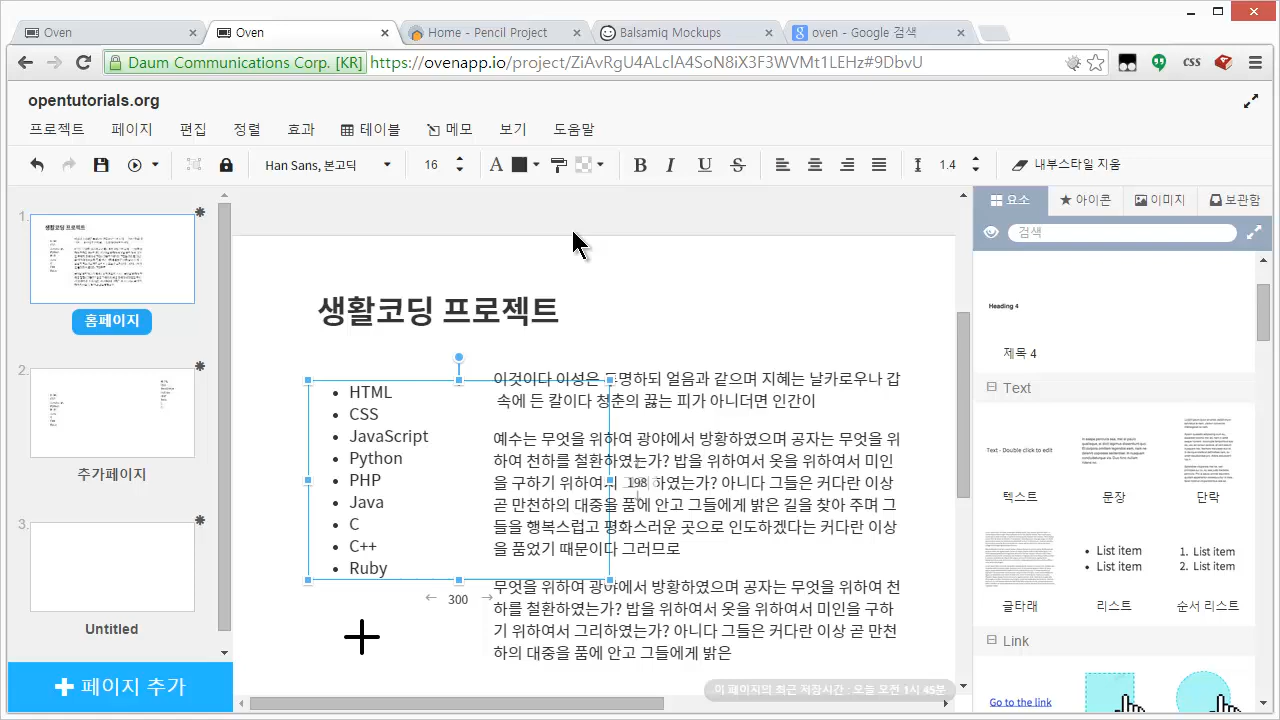 Oven
Oven
Home - Pencil Project
Balsamiq Mockups
oven - Google 검색
Daum Communications Corp. [KR]
https://ovenapp.io/project/ZiAvRgU4ALcIA4SoN8iX3F3WVMt1LEHz#9DbvU
css
opentutorials.org
프로젝트 페이지 편집 정렬 효과 테이블 메모 보기 도움말
Han Sans, 본고딕 16 A B I U S 1.4 내부스타일 지움
1.
생활코딩 프로젝트
홈페이지
2.
추가페이지
3.
Untitled
페이지 추가
생활코딩 프로젝트
HTML
CSS
JavaScript
Python
PHP
Java
C
C++
Ruby
300
198
이것이다 이성은 투명하되 얼음과 같으며 지혜는 날카로우나 갑
속에 든 칼이다 청춘의 끓는 피가 아니더면 인간이
예수는 무엇을 위하여 광야에서 방황하였으며 공자는 무엇을 위
하여 천하를 철환하였는가? 밥을 위하여서 옷을 위하여서 미인
을 구하기 위하여서 그리하였는가? 아니다 그들은 커다란 이상
곧 만천하의 대중을 품에 안고 그들에게 밝은 길을 찾아 주며 그
들을 행복스럽고 평화스러운 곳으로 인도하겠다는 커다란 이상
을 품었기 때문이다 그러므로
무엇을 위하여 광야에서 방황하였으며 공자는 무엇을 위하여 천
하를 철환하였는가? 밥을 위하여서 옷을 위하여서 미인을 구하
기 위하여서 그리하였는가? 아니다 그들은 커다란 이상 곧 만천
하의 대중을 품에 안고 그들에게 밝은
이 페이지의 최근 저장시간 : 오늘 오전 1시 45분
요소 아이콘 이미지 보관함
검색
Heading 4
제목 4
Text
Text - Double click to edit
텍스트 문장 단락
List item
List item
1. List item
2. List item
글타래 리스트 순서 리스트
Link
Go to the link